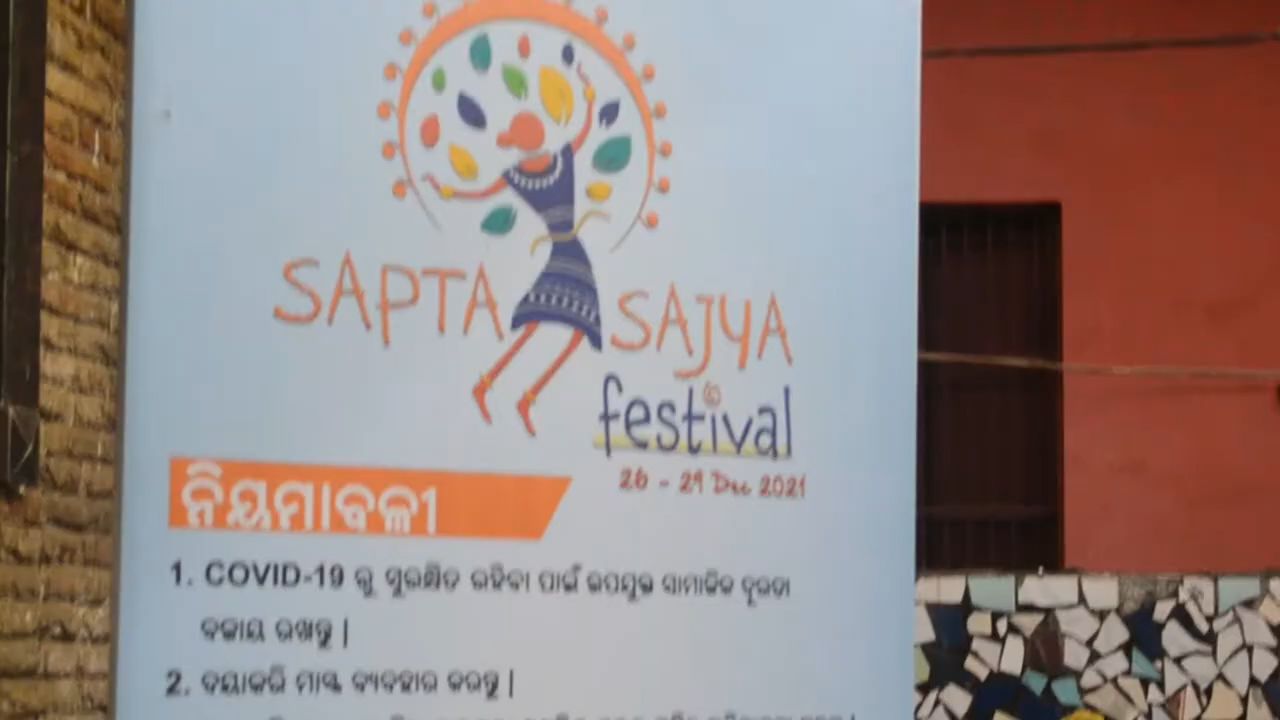 SAPTA SAJYA
festival
26 - 29 Dec 2021
ନିୟମାବଳୀ
1. COVID-19 ରୁ ସୁରକ୍ଷିତ ରହିବା ପାଇଁ ଉପଯୁକ୍ତ ସାମାଜିକ ଦୂରତା
ବଜାୟ ରଖନ୍ତୁ |
2. ଦୟାକରି ମାସ୍କ ବ୍ୟବହାର କରନ୍ତୁ |